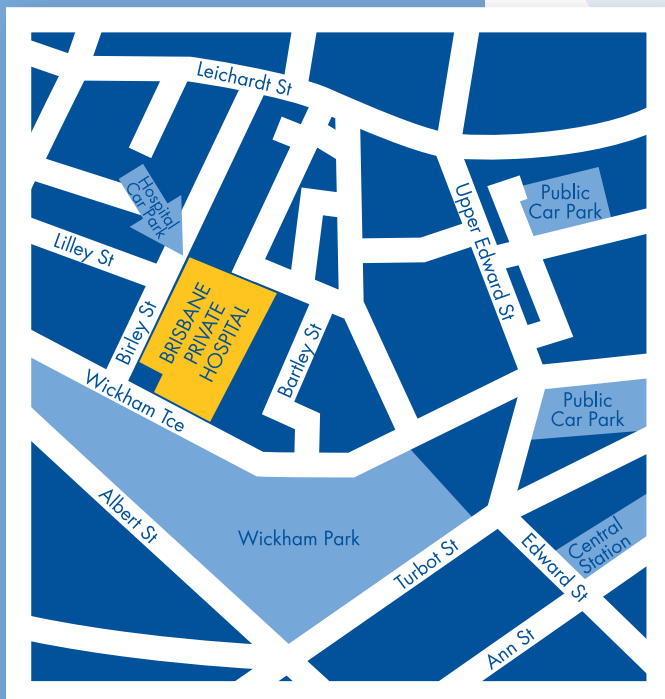 Leichardt St
Hospital
Car Park
Upper Edward St
Public
Car Park
Lilley St
Birley St
BRISBANE
PRIVATE
HOSPITAL
Bartley St
Wickham Tce
Public
Car Park
Albert St
Wickham Park
Turbot St
Edward St
Central
Station
Ann St